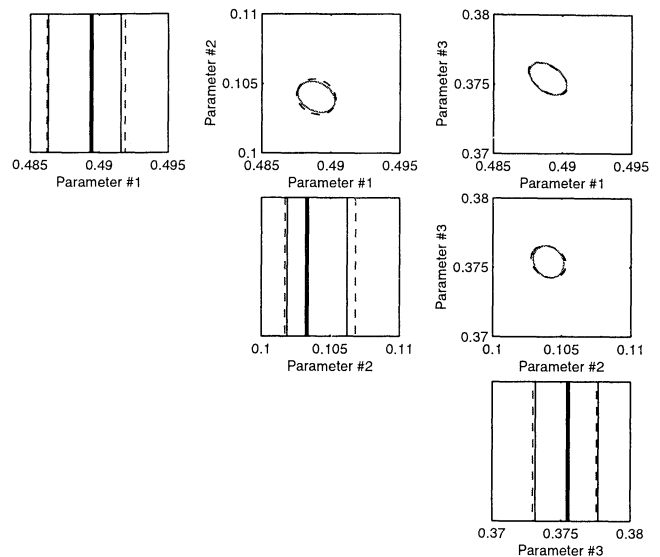 0.485 0.49 0.495
Parameter #1
Parameter #2
0.11
0.105
0.1
0.485 0.49 0.495
Parameter #1
Parameter #3
0.38
0.375
0.37
0.485 0.49 0.495
Parameter #1
0.1 0.105 0.11
Parameter #2
Parameter #3
0.38
0.375
0.37
0.1 0.105 0.11
Parameter #2
0.37 0.375 0.38
Parameter #3